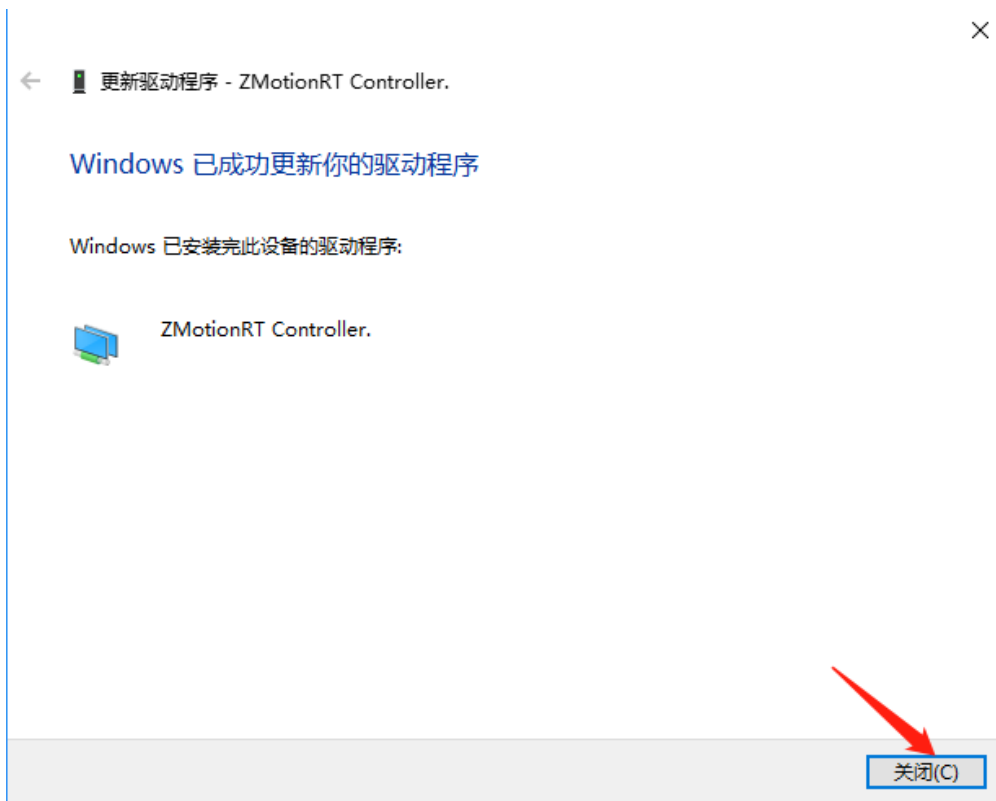 更新驱动程序 - ZMotionRT Controller.
Windows 已成功更新你的驱动程序
Windows 已安装完此设备的驱动程序:
ZMotionRT Controller.
关闭(C)